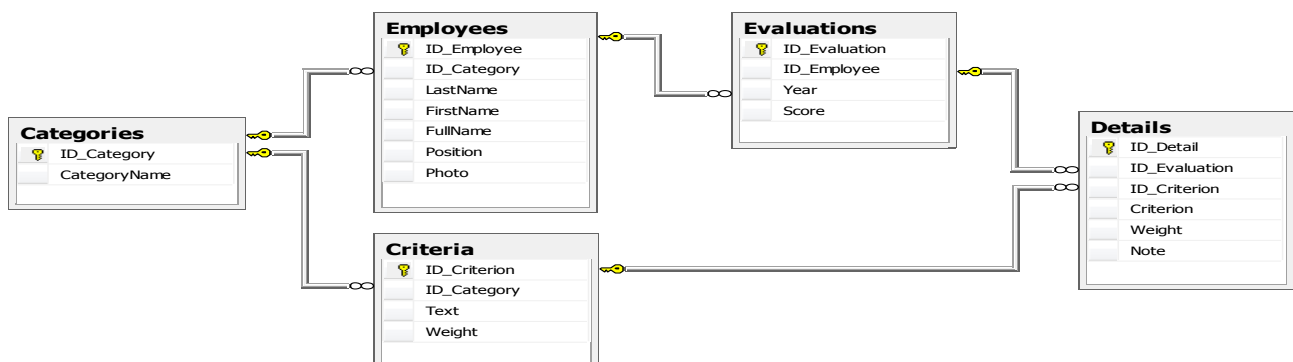 Employees
ID_Employee
ID_Category
LastName
FirstName
FullName
Position
Photo
Evaluations
ID_Evaluation
ID_Employee
Year
Score
Categories
ID_Category
CategoryName
Details
ID_Detail
ID_Evaluation
ID_Criterion
Criterion
Weight
Note
Criteria
ID_Criterion
ID_Category
Text
Weight